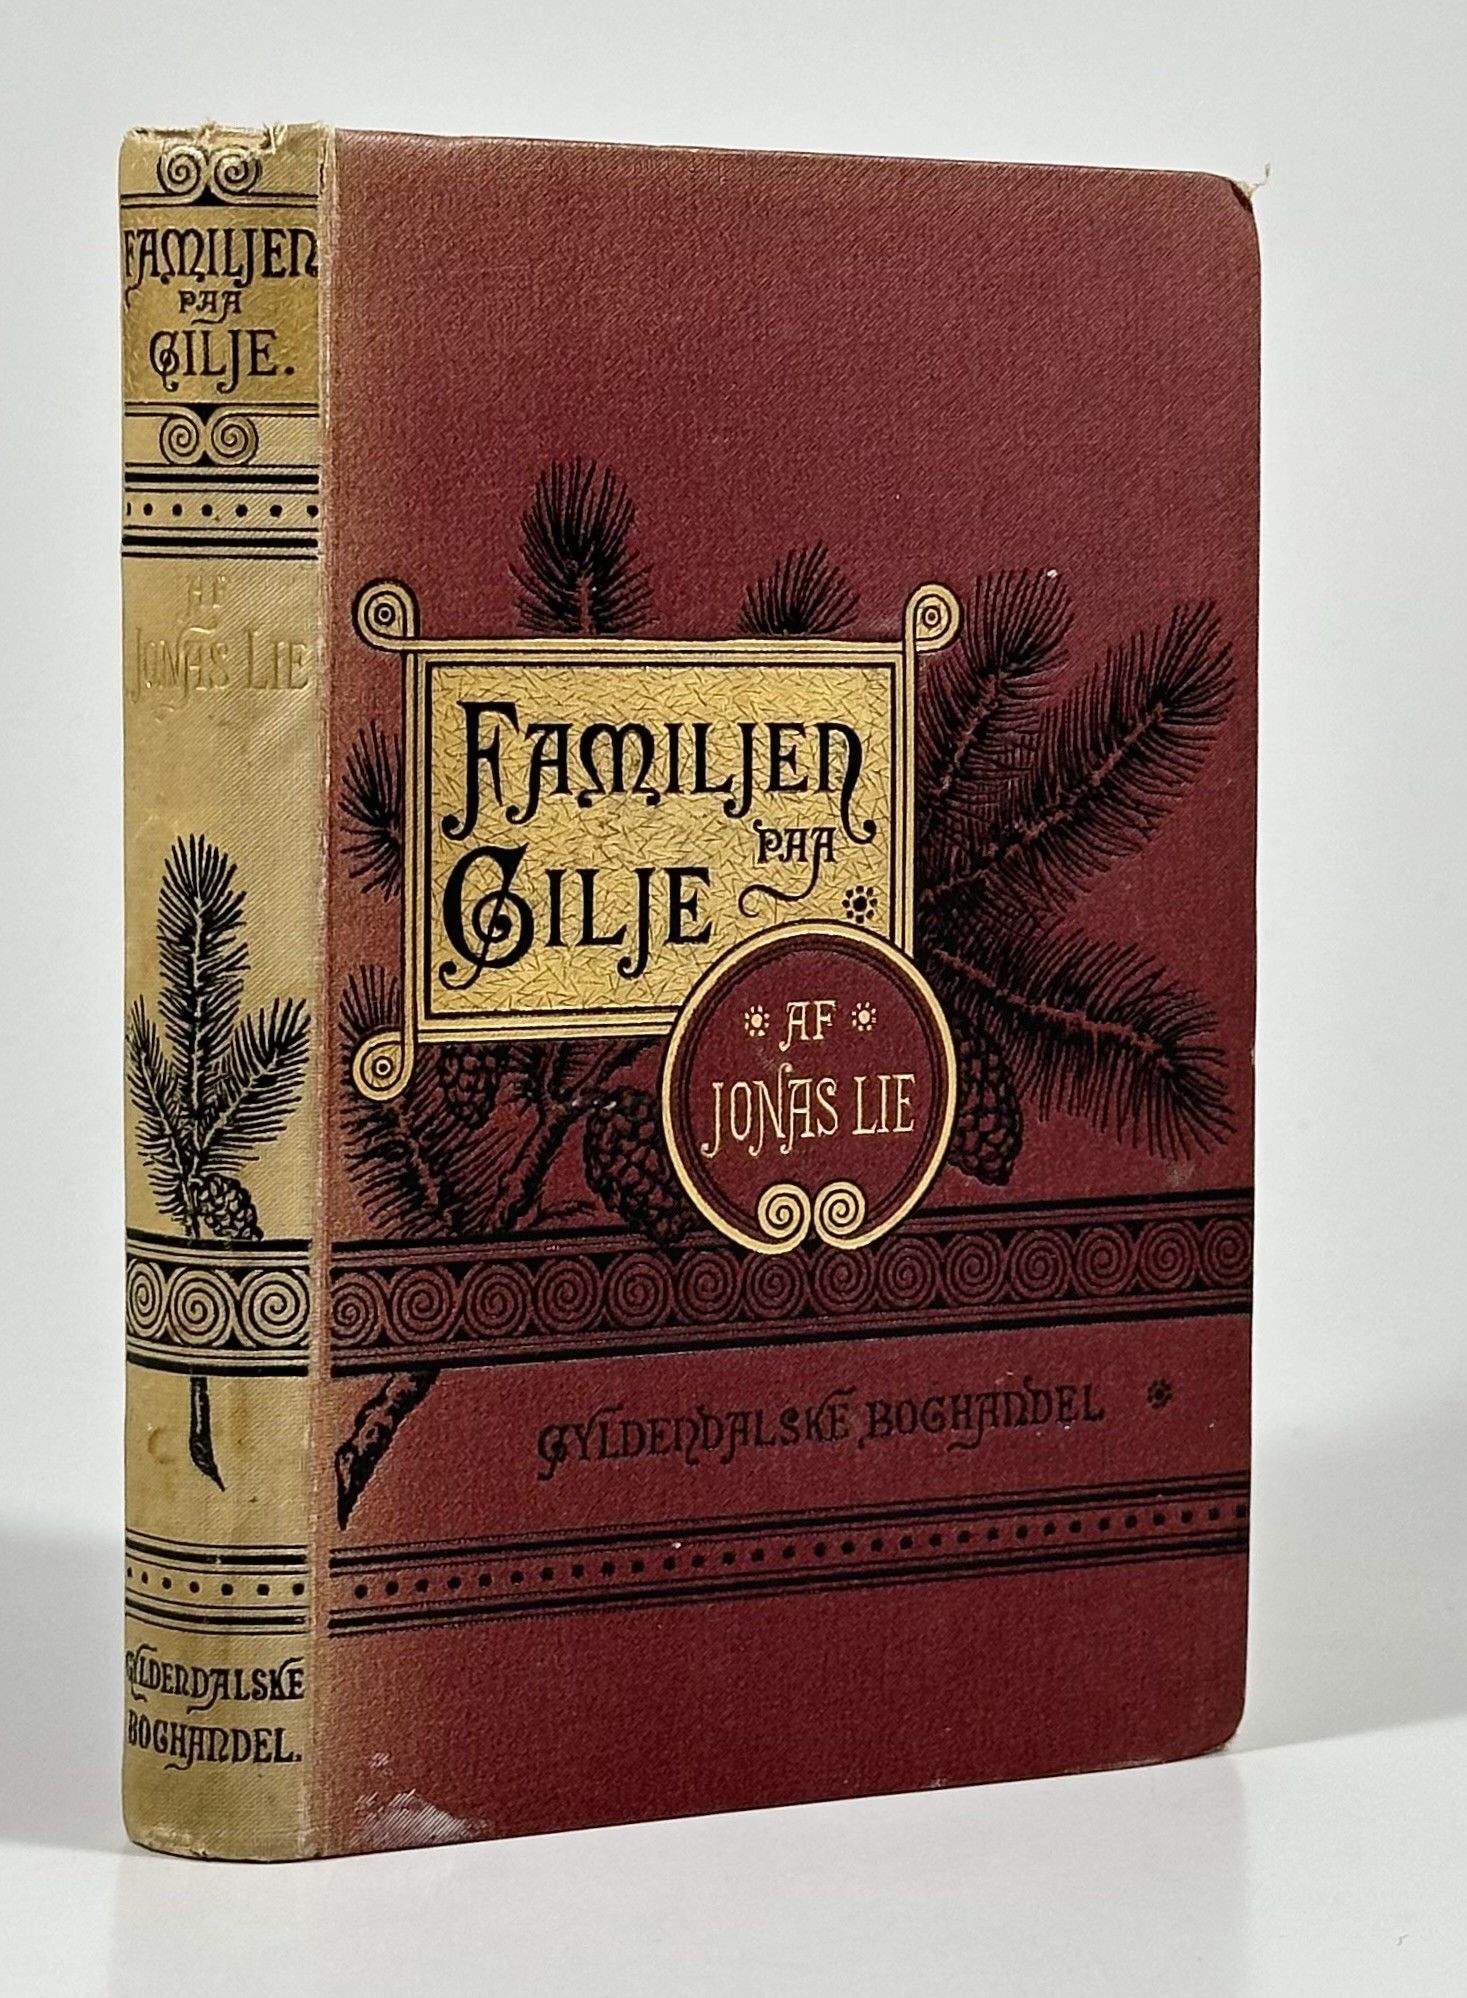 FAMILJEN
PAA
GILJE.
AF
JONAS LIE
GYLDENDALSKE
BOGHANDEL.
FAMILJEN
PAA
GILJE
AF
JONAS LIE
GYLDENDALSKE BOGHANDEL